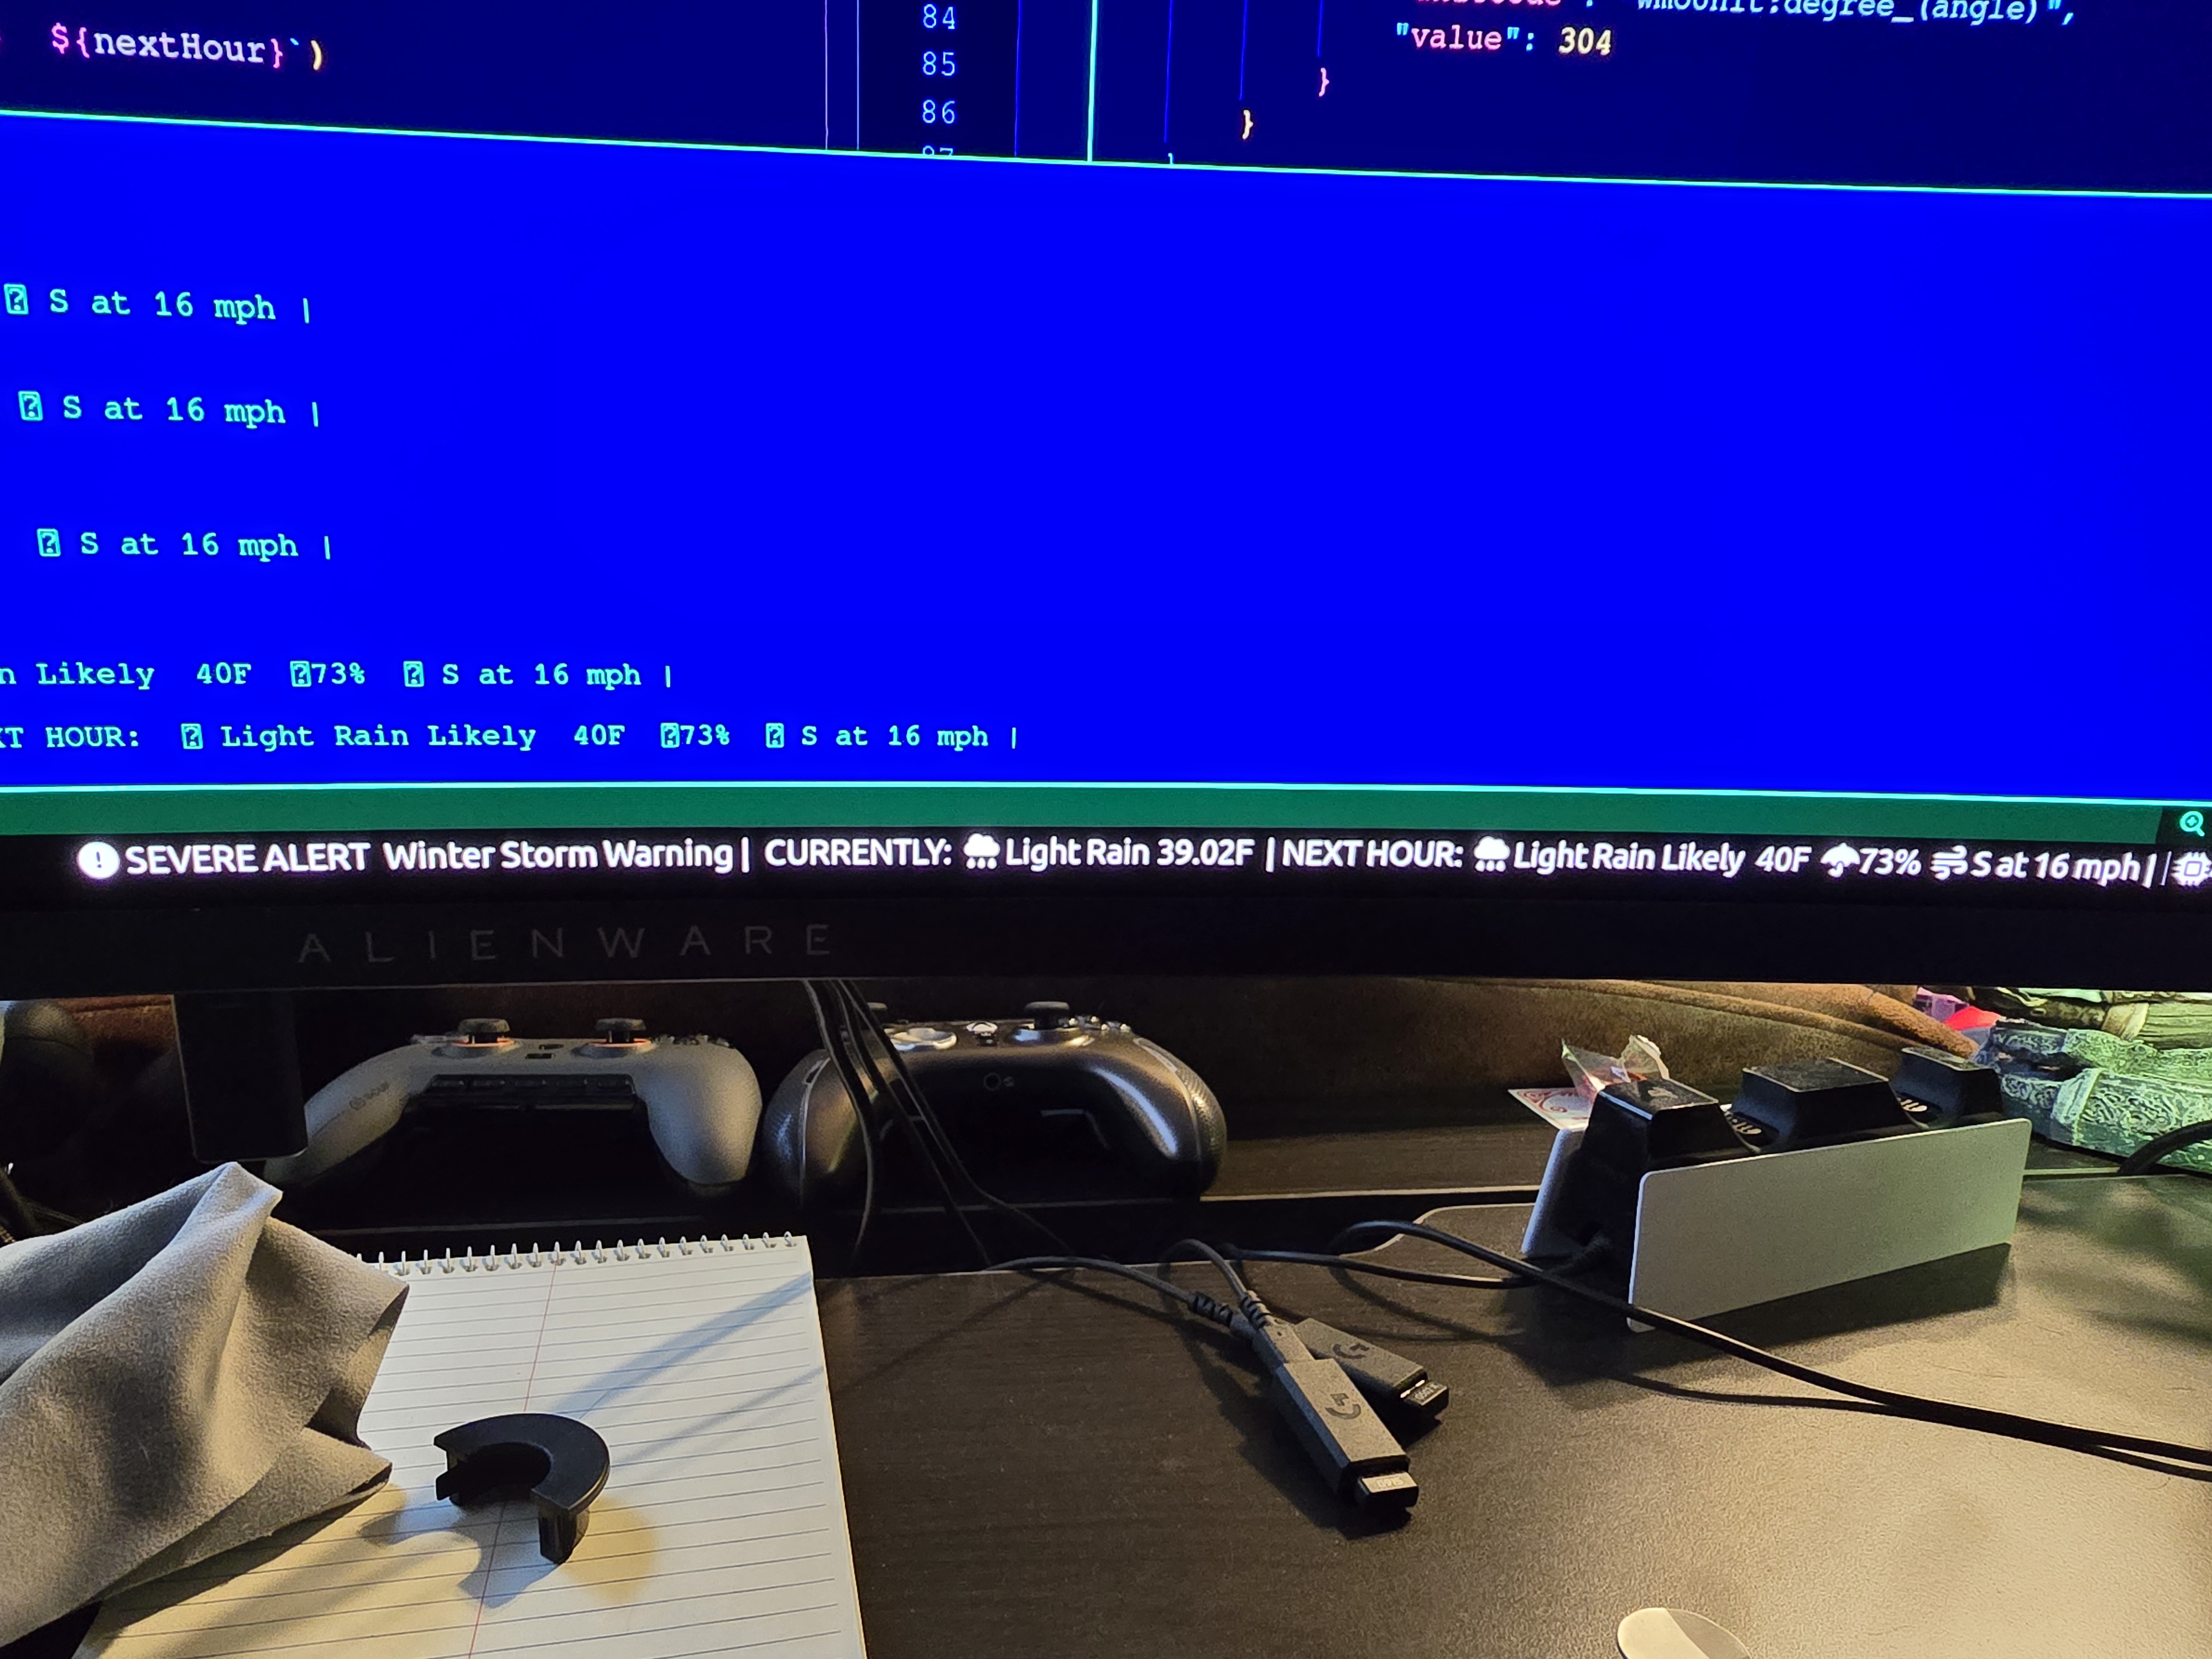 84
"value": 304
${nextHour}`)
85
}
86
}
S at 16 mph |
S at 16 mph |
S at 16 mph |
Likely 40F 73% S at 16 mph |
HOUR: Light Rain Likely 40F 73% S at 16 mph |
! SEVERE ALERT Winter Storm Warning | CURRENTLY: Light Rain 39.02F | NEXT HOUR: Light Rain Likely 40F 73% S at 16 mph | |
ALIENWARE